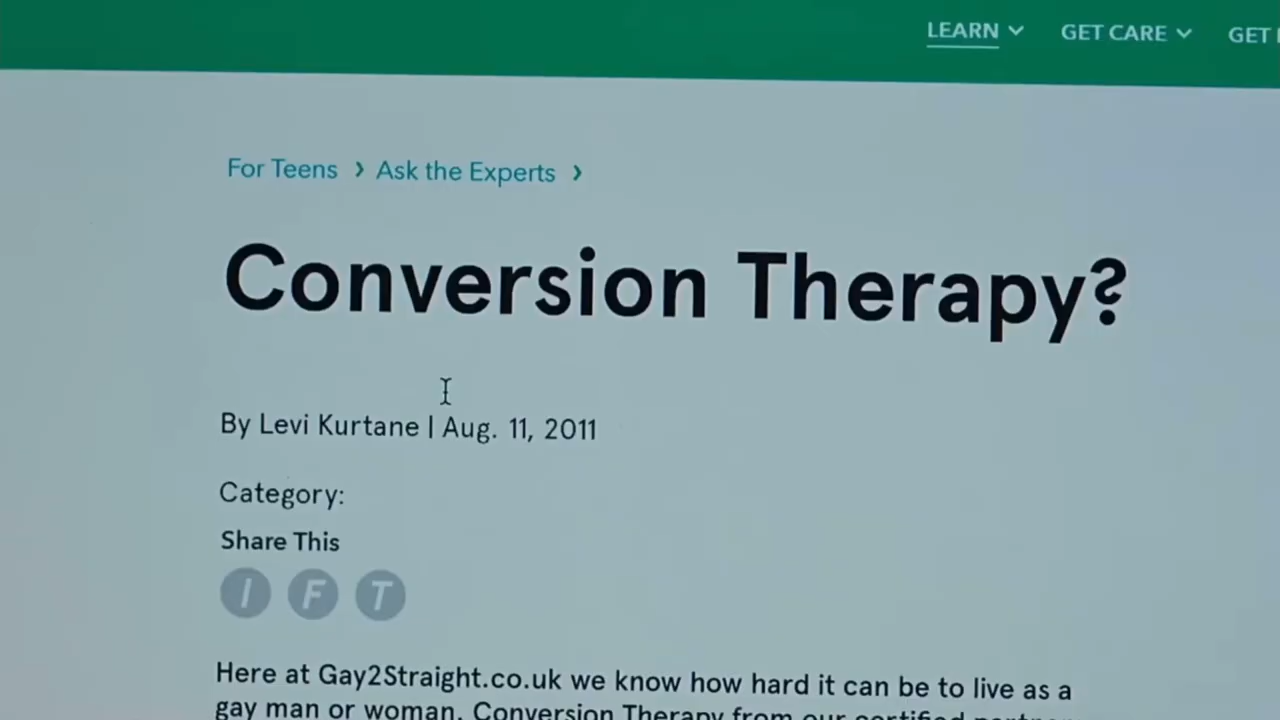 LEARN GET CARE GET
For Teens › Ask the Experts ›
Conversion Therapy?
By Levi Kurtane | Aug. 11, 2011
Category:
Share This
I F T
Here at Gay2Straight.co.uk we know how hard it can be to live as a
gay man or woman. Conversion Therapy from our certified